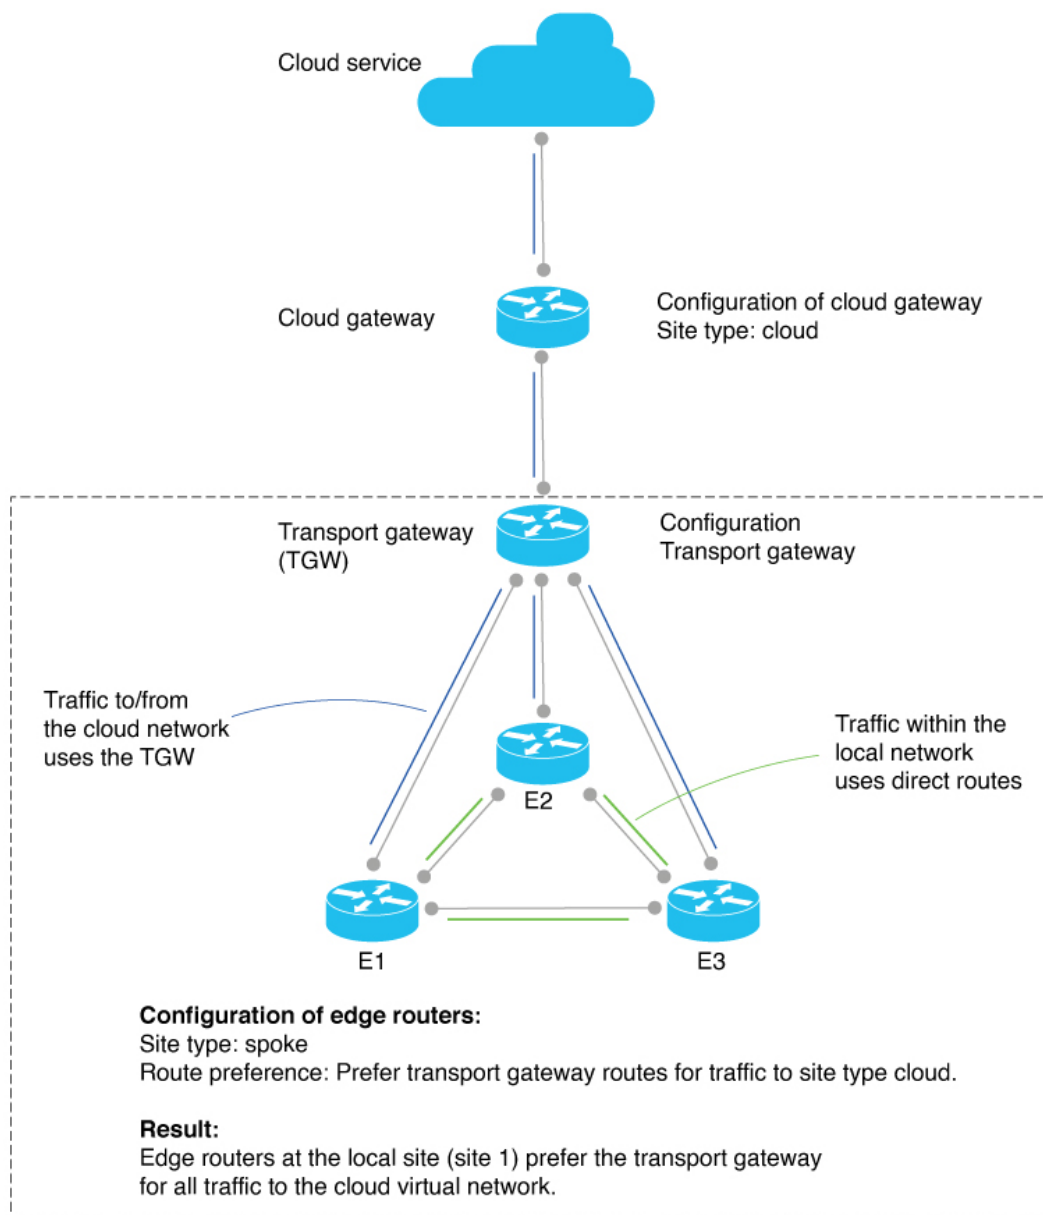 Cloud service
Cloud gateway
Configuration of cloud gateway
Site type: cloud
Transport gateway
(TGW)
Configuration
Transport gateway
Traffic to/from
the cloud network
uses the TGW
Traffic within the
local network
uses direct routes
E2
E1
E3
Configuration of edge routers:
Site type: spoke
Route preference: Prefer transport gateway routes for traffic to site type cloud.
Result:
Edge routers at the local site (site 1) prefer the transport gateway
for all traffic to the cloud virtual network.